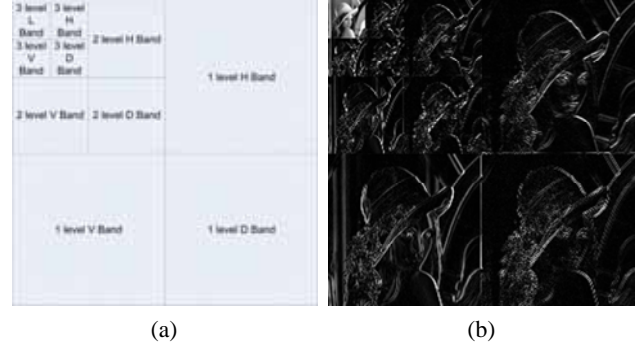 3 level
L
Band
3 level
H
Band
2 level H Band
1 level H Band
3 level
V
Band
3 level
D
Band
2 level V Band
2 level D Band
1 level V Band
1 level D Band
(a)
(b)